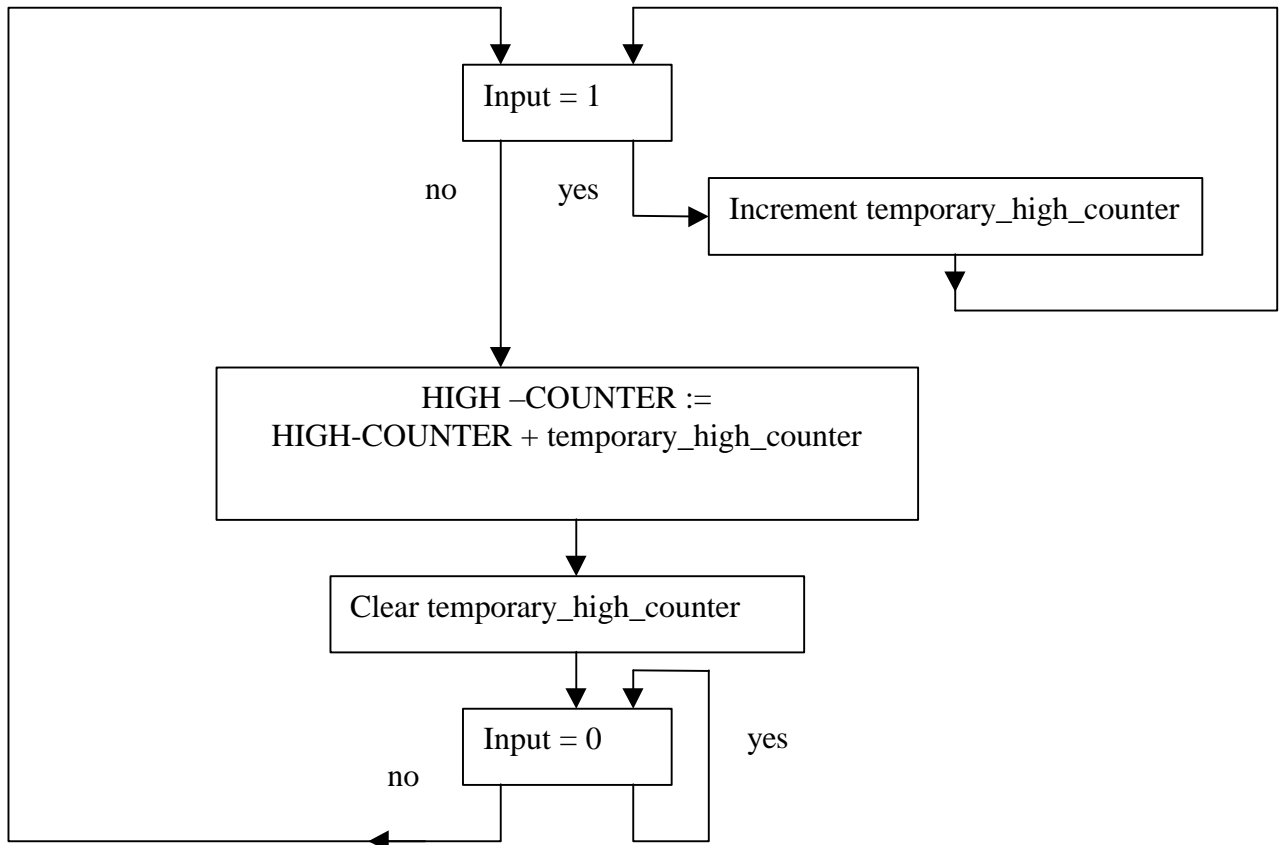 Input = 1
no
yes
Increment temporary_high_counter
HIGH –COUNTER :=
HIGH-COUNTER + temporary_high_counter
Clear temporary_high_counter
Input = 0
yes
no